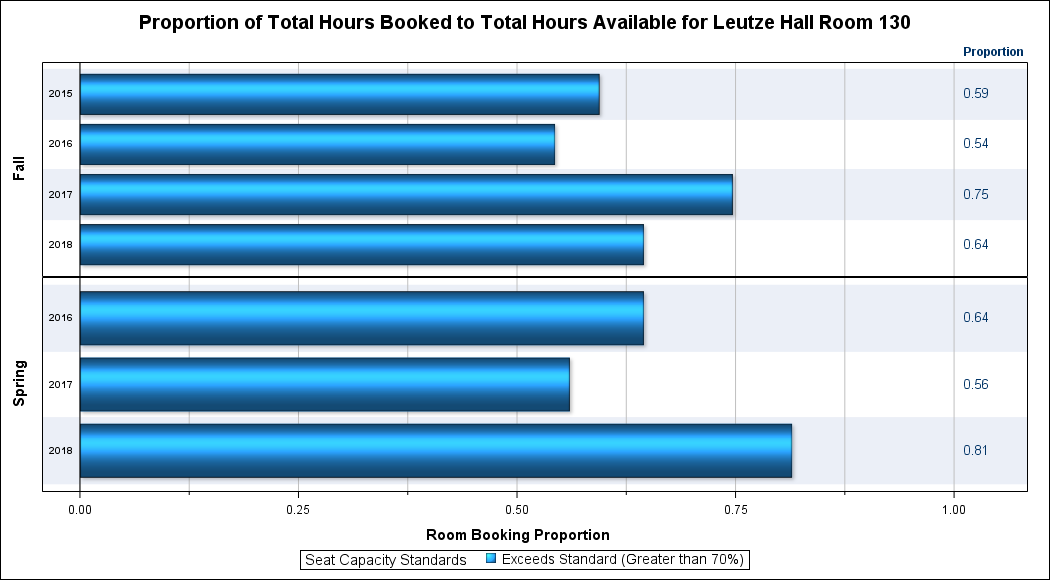 Proportion of Total Hours Booked to Total Hours Available for Leutze Hall Room 130
Proportion
Fall
2015 0.59
2016 0.54
2017 0.75
2018 0.64
Spring
2016 0.64
2017 0.56
2018 0.81
0.00 0.25 0.50 0.75 1.00
Room Booking Proportion
Seat Capacity Standards Exceeds Standard (Greater than 70%)